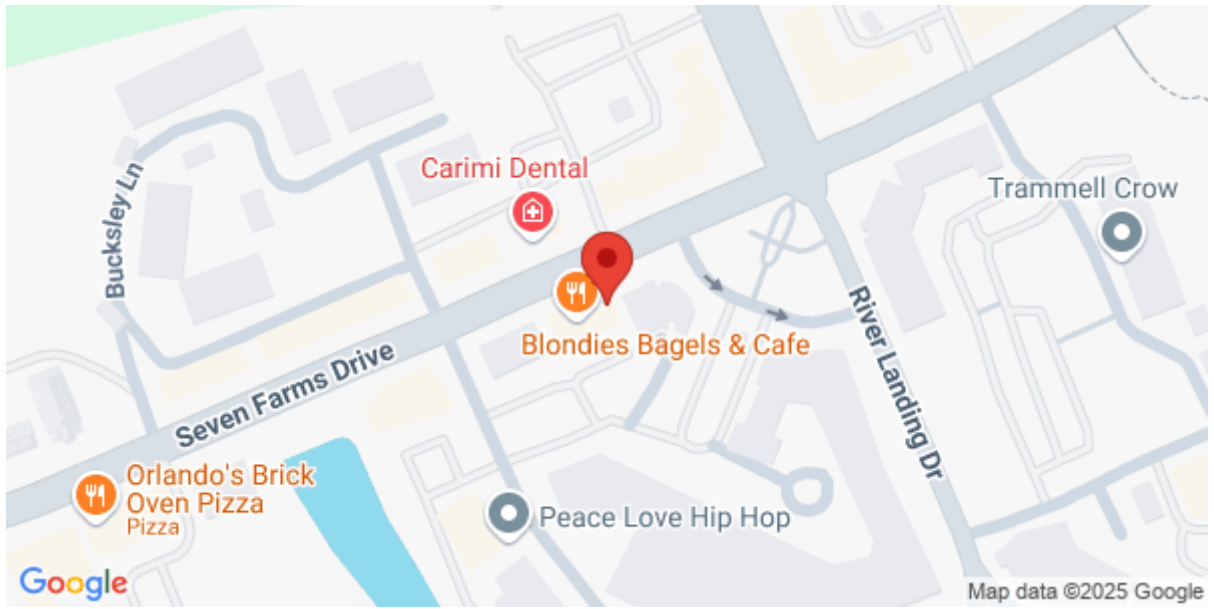 Carimi Dental
Trammell Crow
Bucksley Ln
Blondies Bagels & Cafe
River Landing Dr
Seven Farms Drive
Orlando's Brick
Oven Pizza
Pizza
Peace Love Hip Hop
Google
Map data ©2025 Google